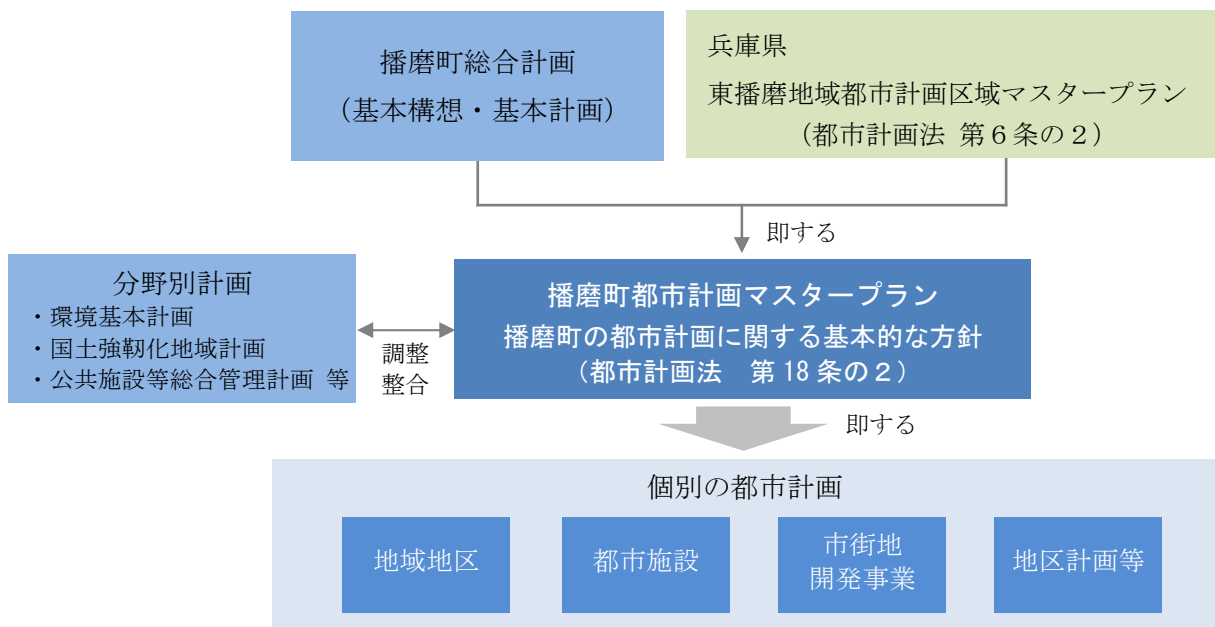 播磨町総合計画
（基本構想・基本計画）
兵庫県
東播磨地域都市計画区域マスタープラン
（都市計画法 第６条の２）
即する
分野別計画
・環境基本計画
・国土強靭化地域計画
・公共施設等総合管理計画 等
調整
整合
播磨町都市計画マスタープラン
播磨町の都市計画に関する基本的な方針
（都市計画法　第 18 条の２）
即する
個別の都市計画
地域地区
都市施設
市街地
開発事業
地区計画等